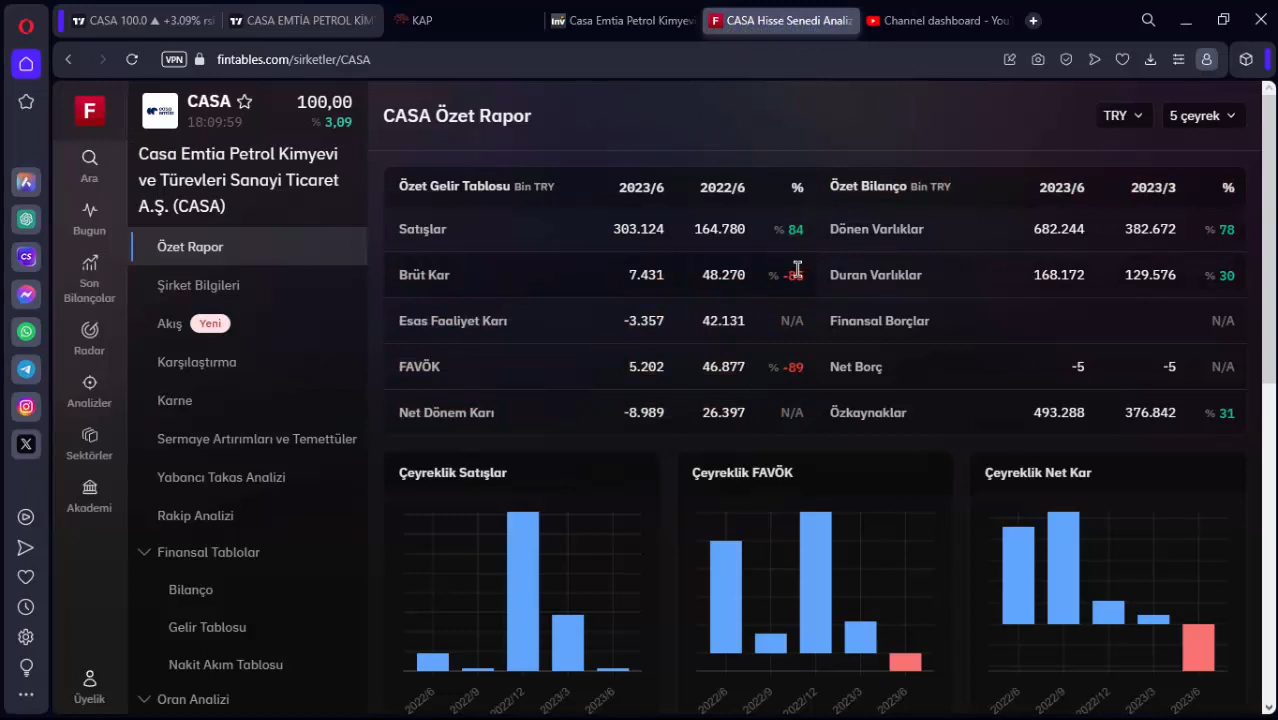 CASA 100.0 ▲ +3.09% rsi
CASA EMTİA PETROL KİM
KAP
Inv Casa Emtia Petrol Kimyev
F CASA Hisse Senedi Analiz
Channel dashboard - You
VPN fintables.com/sirketler/CASA
F
CASA 100,00
18:09:59 % 3,09
Casa Emtia Petrol Kimyevi
ve Türevleri Sanayi Ticaret
A.Ş. (CASA)
Ara
Bugun
Son
Bilançolar
Radar
Analizler
Sektörler
Akademi
Üyelik
Özet Rapor
Şirket Bilgileri
Akış Yeni
Karşılaştırma
Karne
Sermaye Artırımları ve Temettüler
Yabancı Takas Analizi
Rakip Analizi
Finansal Tablolar
Bilanço
Gelir Tablosu
Nakit Akım Tablosu
Oran Analizi
CASA Özet Rapor
TRY 5 çeyrek
Özet Gelir Tablosu Bin TRY 2023/6 2022/6 %
Satışlar 303.124 164.780 % 84
Brüt Kar 7.431 48.270 %
Esas Faaliyet Karı -3.357 42.131 N/A
FAVÖK 5.202 46.877 % -89
Net Dönem Karı -8.989 26.397 N/A
Özet Bilanço Bin TRY 2023/6 2023/3 %
Dönen Varlıklar 682.244 382.672 % 78
Duran Varlıklar 168.172 129.576 % 30
Finansal Borçlar N/A
Net Borç -5 -5 N/A
Özkaynaklar 493.288 376.842 % 31
Çeyreklik Satışlar
2022/6 2022/9 2022/12 2023/3 2023/6
Çeyreklik FAVÖK
2022/6 2022/9 2022/12 2023/3 2023/6
Çeyreklik Net Kar
2022/6 2022/9 2022/12 2023/3 2023/6